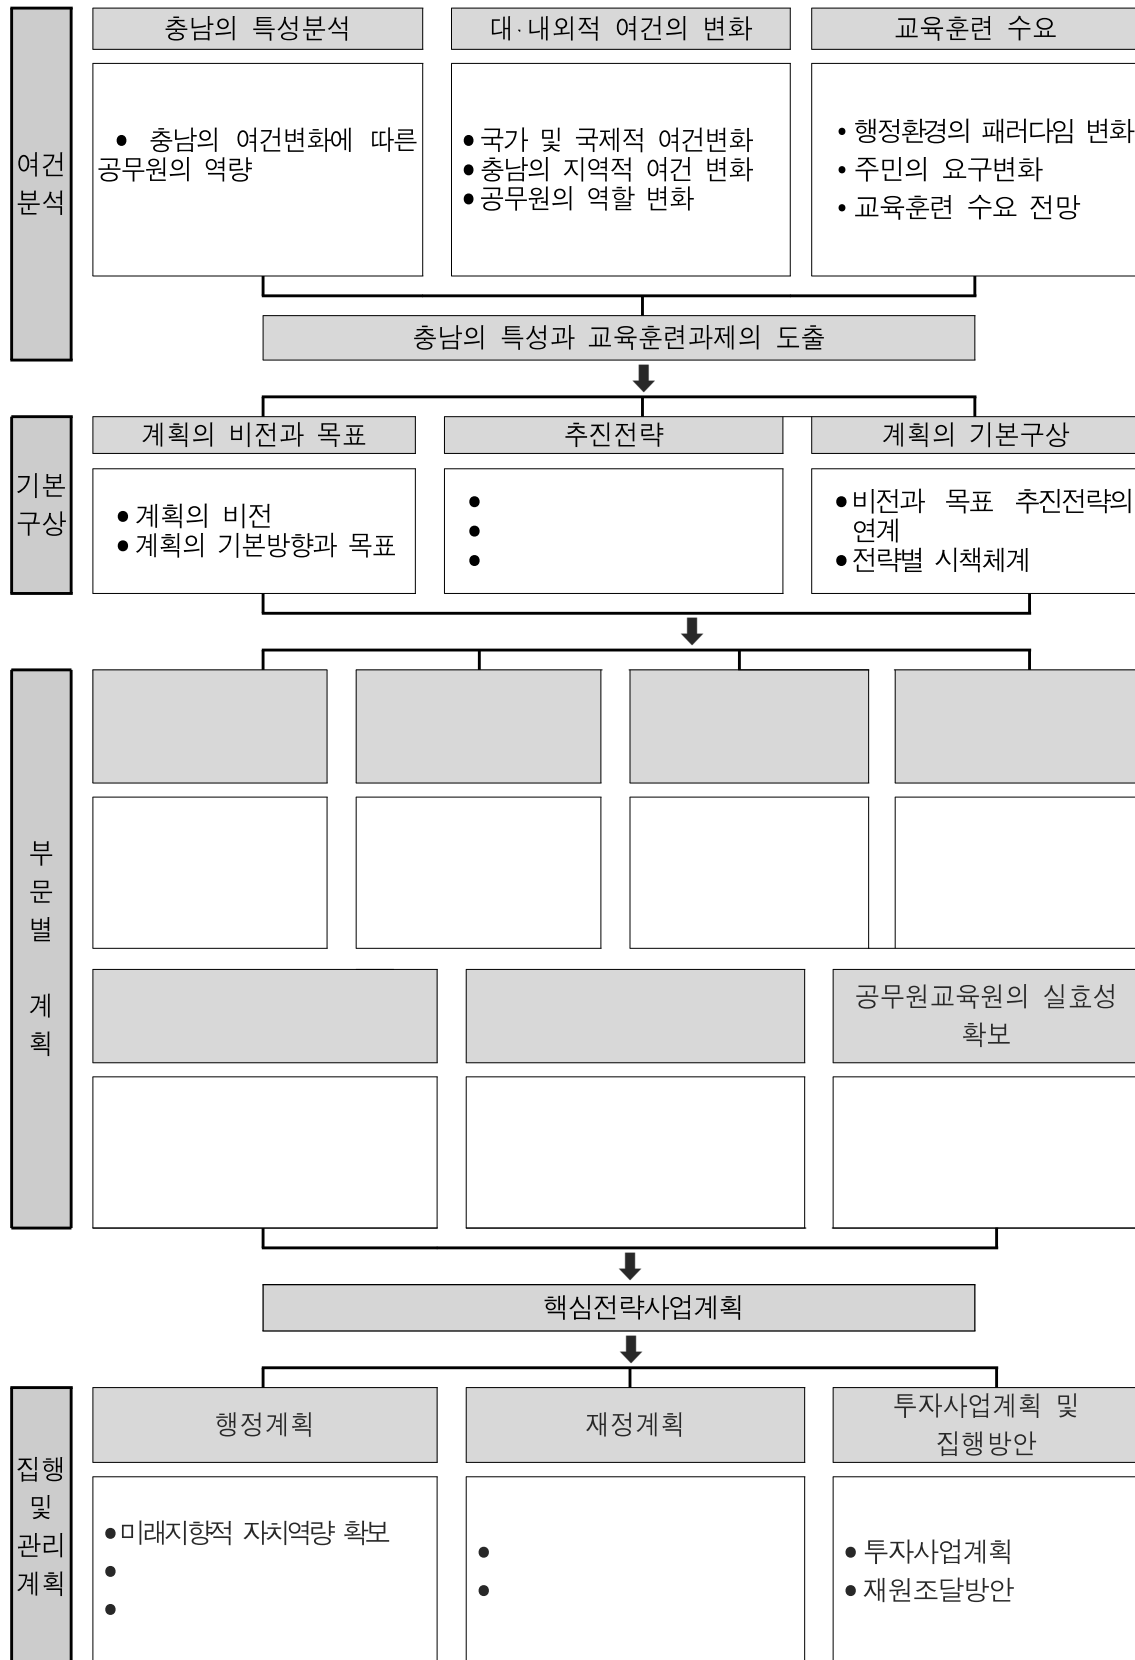 여건
분석
충남의 특성분석
대·내외적 여건의 변화
교육훈련 수요
● 충남의 여건변화에 따른
공무원의 역량
● 국가 및 국제적 여건변화
● 충남의 지역적 여건 변화
● 공무원의 역할 변화
• 행정환경의 패러다임 변화
• 주민의 요구변화
• 교육훈련 수요 전망
충남의 특성과 교육훈련과제의 도출
기본
구상
계획의 비전과 목표
추진전략
계획의 기본구상
● 계획의 비전
● 계획의 기본방향과 목표
●
●
●
● 비전과 목표 추진전략의
연계
● 전략별 시책체계
부
문
별
계
획
공무원교육원의 실효성
확보
핵심전략사업계획
집행
및
관리
계획
행정계획
재정계획
투자사업계획 및
집행방안
● 미래지향적 자치역량 확보
●
●
●
●
● 투자사업계획
● 재원조달방안